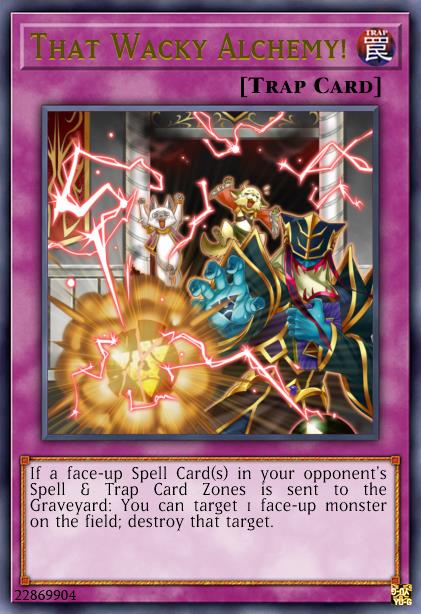 That Wacky Alchemy!
TRAP
罠
[Trap Card]
If a face-up Spell Card(s) in your opponent's
Spell & Trap Card Zones is sent to the
Graveyard: You can target 1 face-up monster
on the field; destroy that target.
22869904